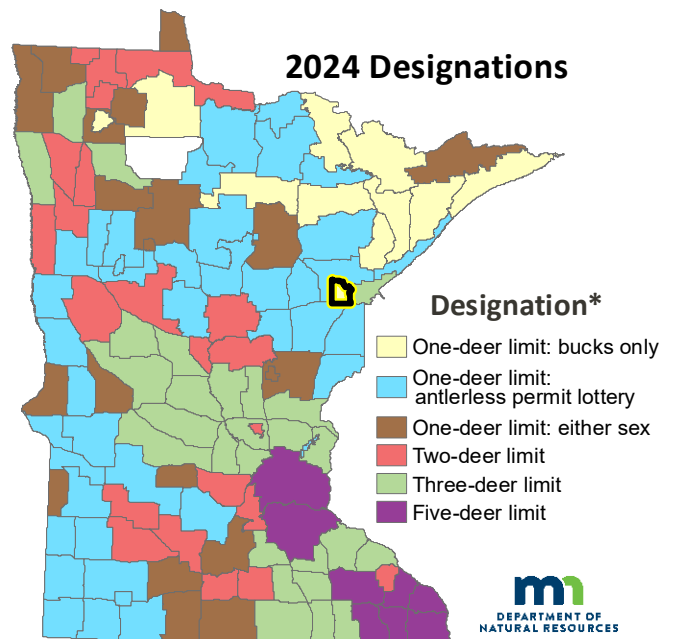 2024 Designations
Designation*
One-deer limit: bucks only
One-deer limit:
antlerless permit lottery
One-deer limit: either sex
Two-deer limit
Three-deer limit
Five-deer limit
mn
DEPARTMENT OF
NATURAL RESOURCES